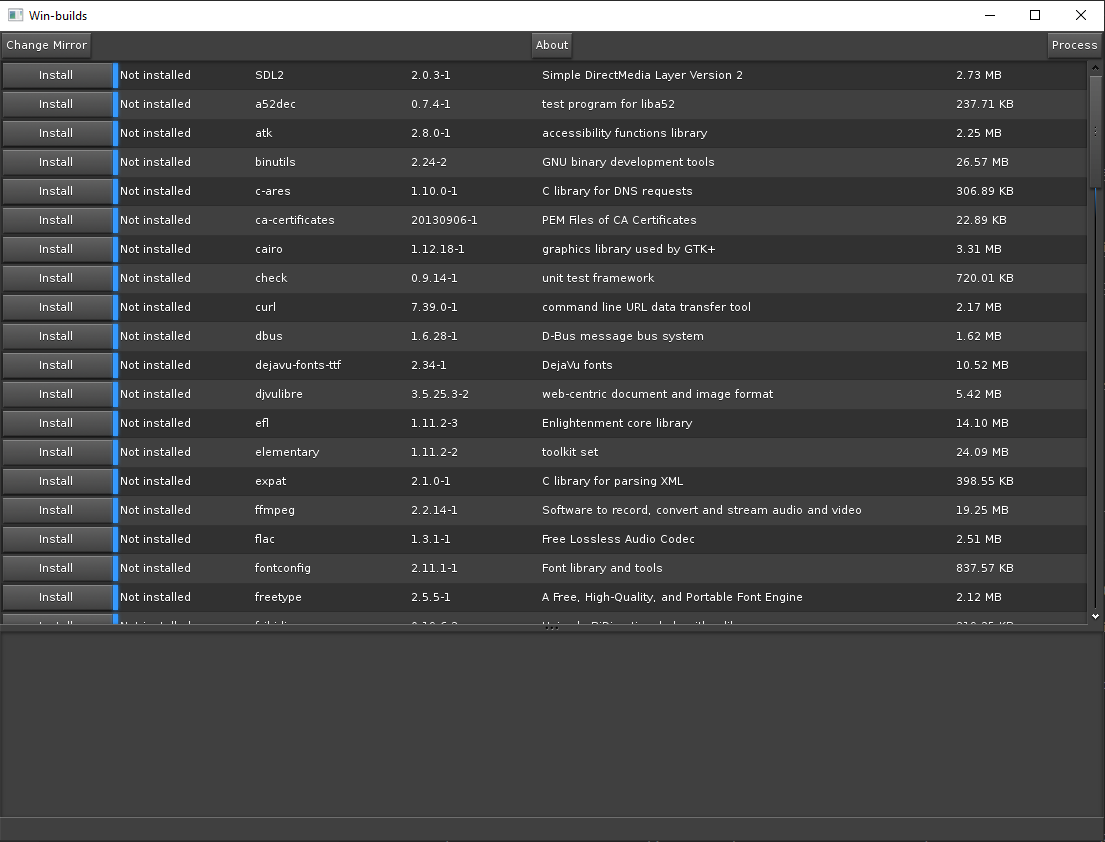 Win-builds
Change Mirror About Process
Install Not installed SDL2 2.0.3-1 Simple DirectMedia Layer Version 2 2.73 MB
Install Not installed a52dec 0.7.4-1 test program for liba52 237.71 KB
Install Not installed atk 2.8.0-1 accessibility functions library 2.25 MB
Install Not installed binutils 2.24-2 GNU binary development tools 26.57 MB
Install Not installed c-ares 1.10.0-1 C library for DNS requests 306.89 KB
Install Not installed ca-certificates 20130906-1 PEM Files of CA Certificates 22.89 KB
Install Not installed cairo 1.12.18-1 graphics library used by GTK+ 3.31 MB
Install Not installed check 0.9.14-1 unit test framework 720.01 KB
Install Not installed curl 7.39.0-1 command line URL data transfer tool 2.17 MB
Install Not installed dbus 1.6.28-1 D-Bus message bus system 1.62 MB
Install Not installed dejavu-fonts-ttf 2.34-1 DejaVu fonts 10.52 MB
Install Not installed djvulibre 3.5.25.3-2 web-centric document and image format 5.42 MB
Install Not installed efl 1.11.2-3 Enlightenment core library 14.10 MB
Install Not installed elementary 1.11.2-2 toolkit set 24.09 MB
Install Not installed expat 2.1.0-1 C library for parsing XML 398.55 KB
Install Not installed ffmpeg 2.2.14-1 Software to record, convert and stream audio and video 19.25 MB
Install Not installed flac 1.3.1-1 Free Lossless Audio Codec 2.51 MB
Install Not installed fontconfig 2.11.1-1 Font library and tools 837.57 KB
Install Not installed freetype 2.5.5-1 A Free, High-Quality, and Portable Font Engine 2.12 MB